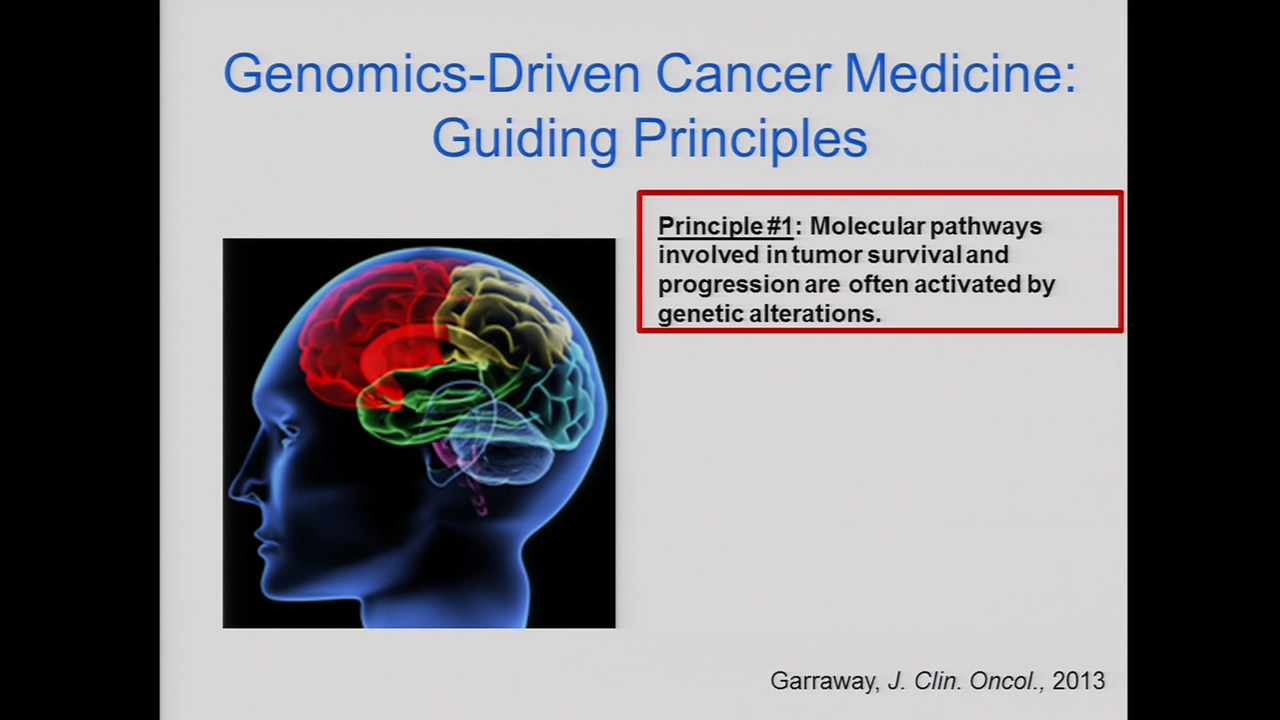 Genomics-Driven Cancer Medicine:
Guiding Principles
Principle #1: Molecular pathways
involved in tumor survival and
progression are often activated by
genetic alterations.
Garraway, J. Clin. Oncol., 2013